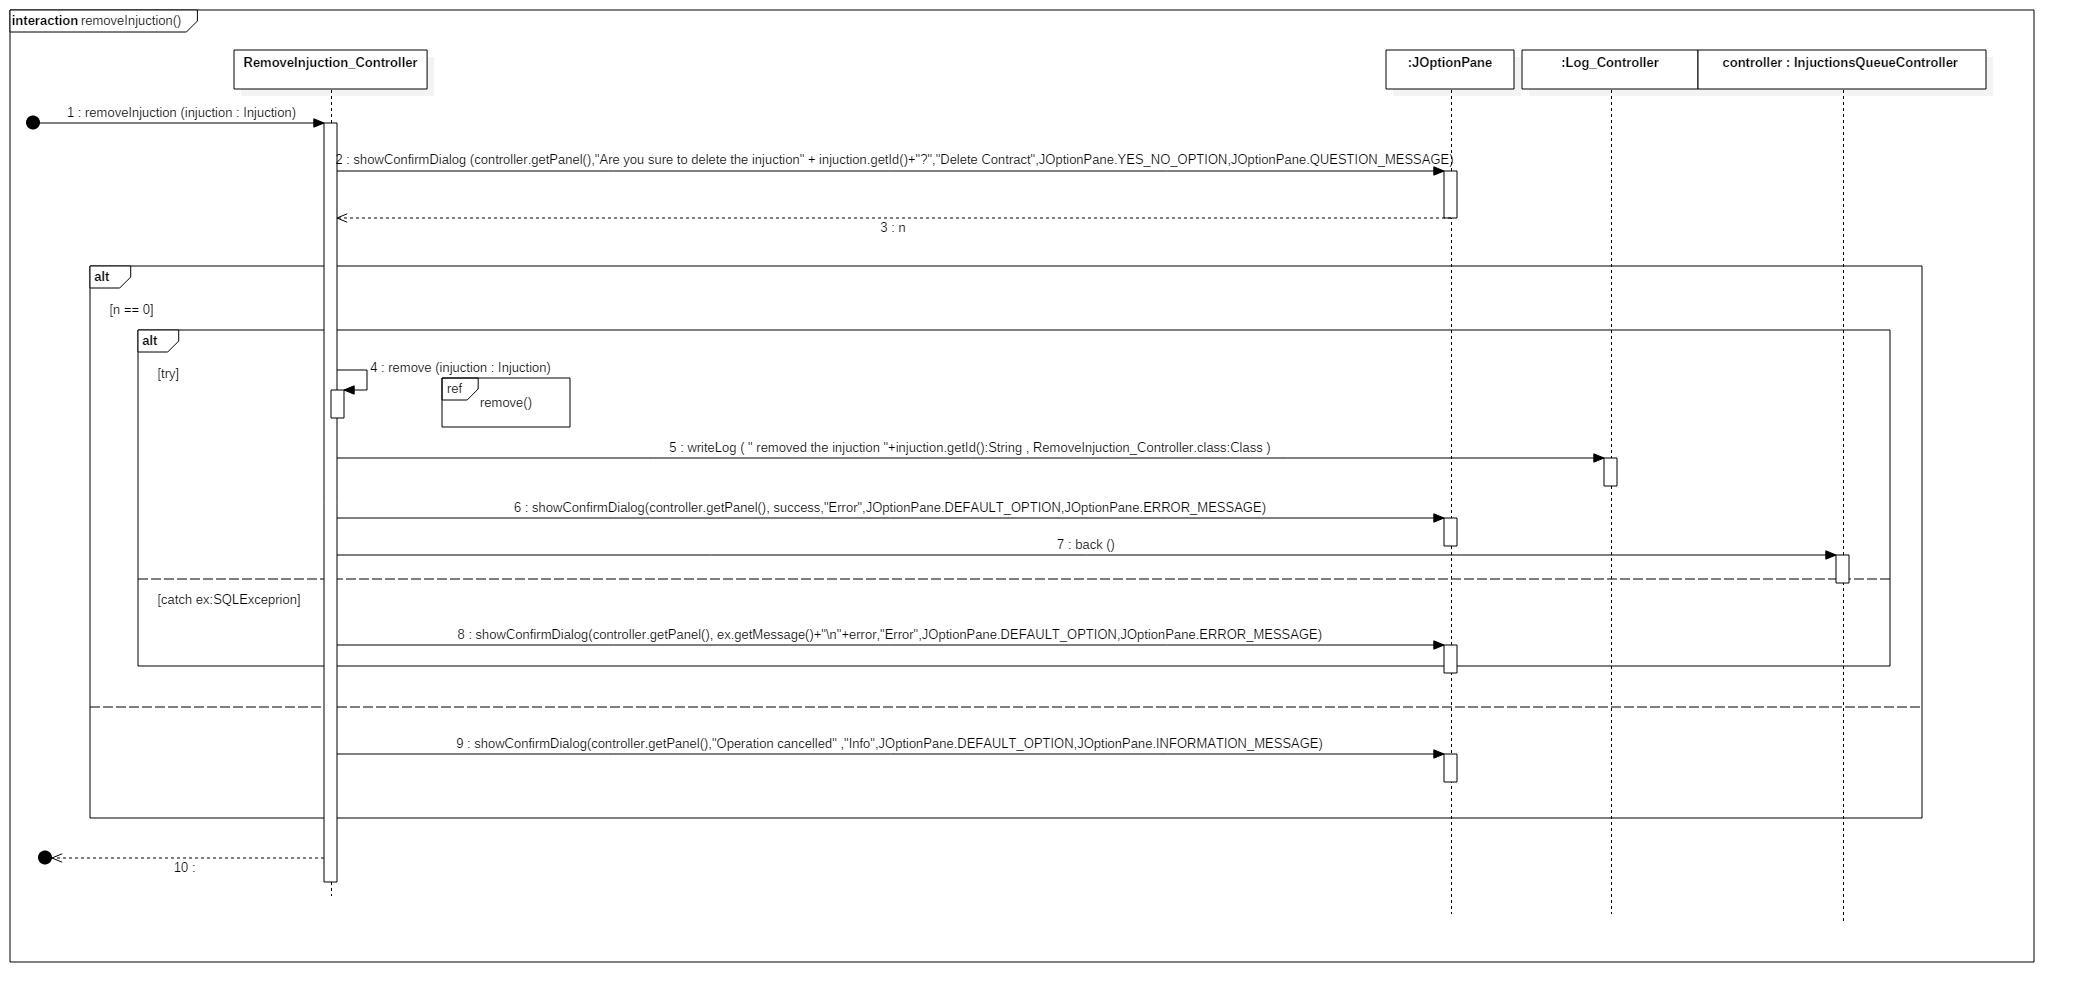 interaction removeInjuction()
RemoveInjuction_Controller
:JOptionPane
:Log_Controller
controller : InjuctionsQueueController
1 : removeInjuction (injuction : Injuction)
2 : showConfirmDialog (controller.getPanel(),"Are you sure to delete the injuction" + injuction.getId()+"?","Delete Contract",JOptionPane.YES_NO_OPTION,JOptionPane.QUESTION_MESSAGE)
3 : n
alt
[n == 0]
alt
[try]
4 : remove (injuction : Injuction)
ref
remove()
5 : writeLog ( " removed the injuction "+injuction.getId():String , RemoveInjuction_Controller.class:Class )
6 : showConfirmDialog(controller.getPanel(), success,"Error",JOptionPane.DEFAULT_OPTION,JOptionPane.ERROR_MESSAGE)
7 : back ()
[catch ex:SQLExceprion]
8 : showConfirmDialog(controller.getPanel(), ex.getMessage()+"\n"+error,"Error",JOptionPane.DEFAULT_OPTION,JOptionPane.ERROR_MESSAGE)
9 : showConfirmDialog(controller.getPanel(),"Operation cancelled" ,"Info",JOptionPane.DEFAULT_OPTION,JOptionPane.INFORMATION_MESSAGE)
10 :